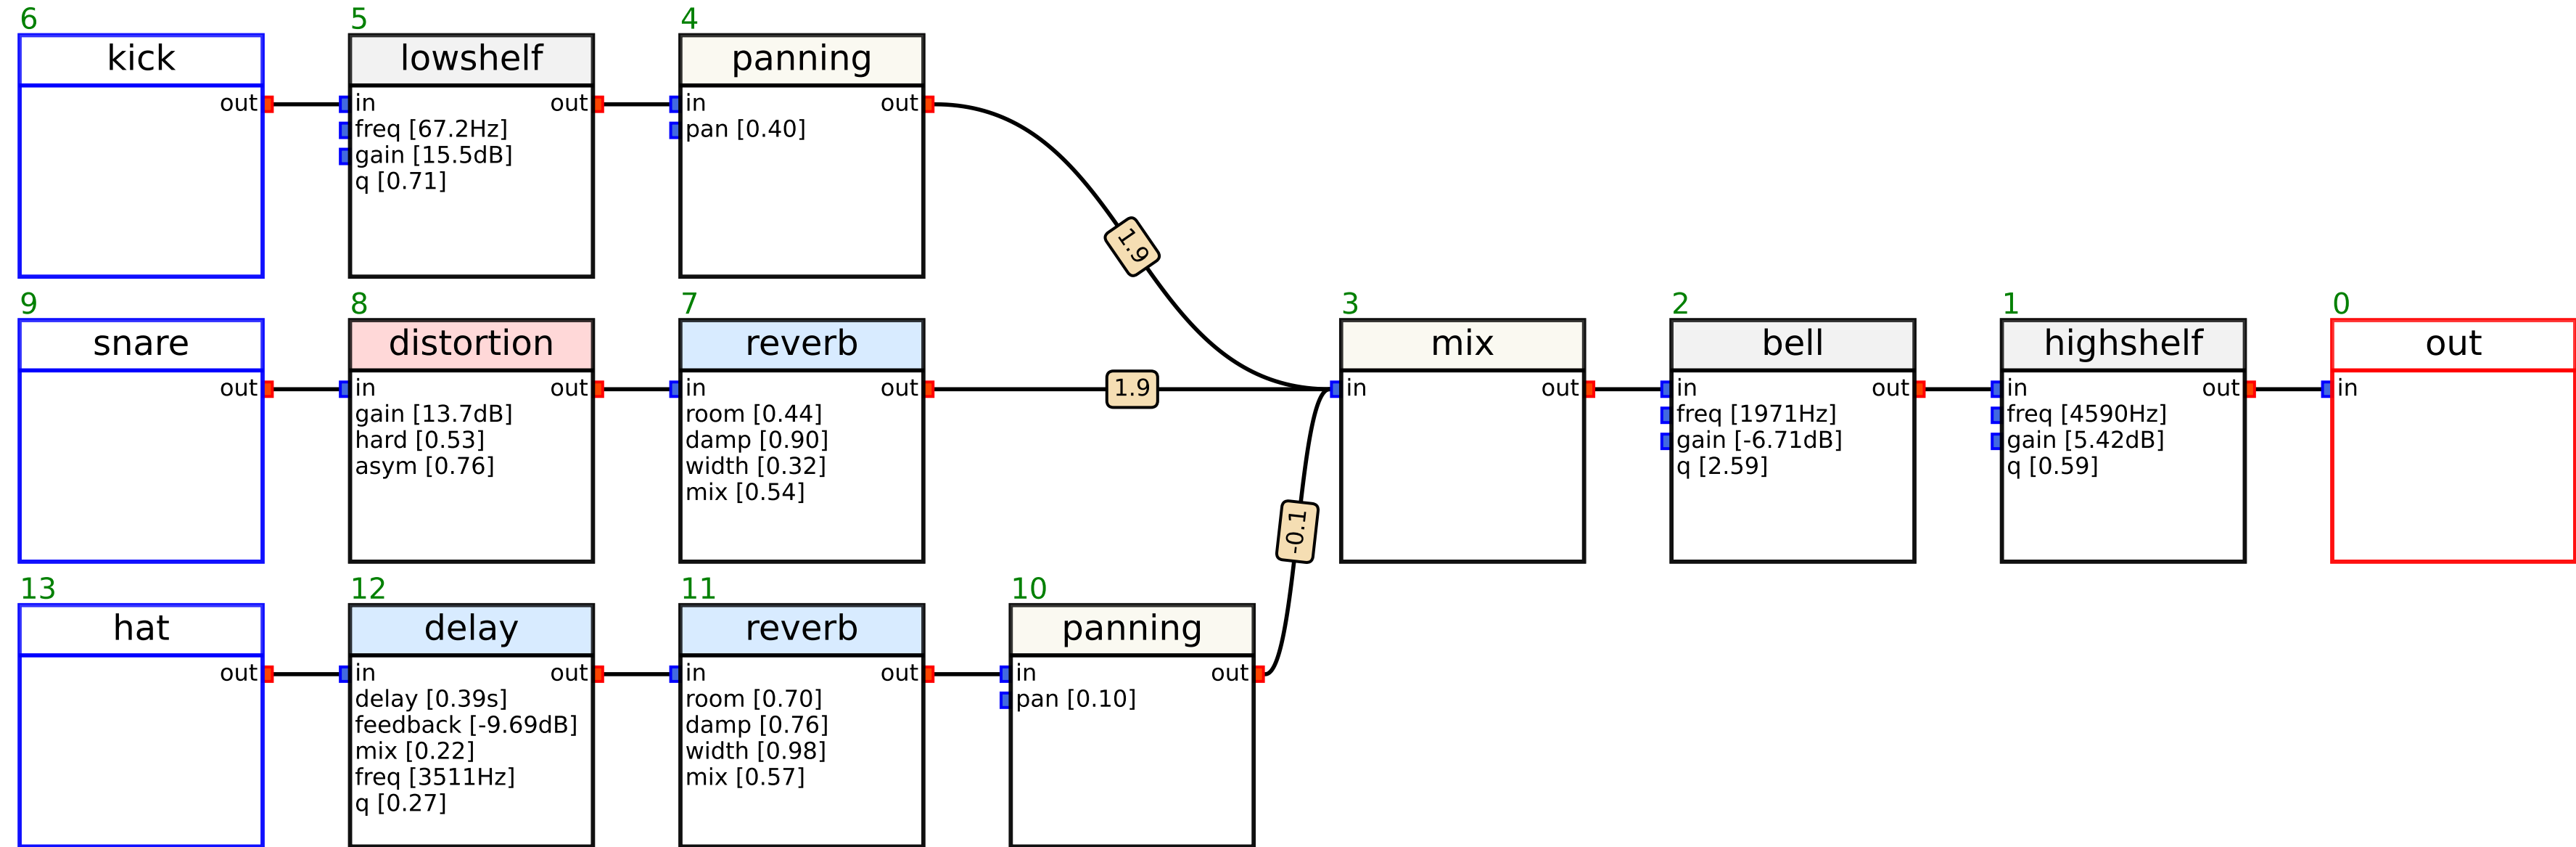 6
kick
out
5
lowshelf
in out
freq [67.2Hz]
gain [15.5dB]
q [0.71]
4
panning
in out
pan [0.40]
1.9
9
snare
out
8
distortion
in out
gain [13.7dB]
hard [0.53]
asym [0.76]
7
reverb
in out
room [0.44]
damp [0.90]
width [0.32]
mix [0.54]
1.9
3
mix
in out
2
bell
in out
freq [1971Hz]
gain [-6.71dB]
q [2.59]
1
highshelf
in out
freq [4590Hz]
gain [5.42dB]
q [0.59]
0
out
in
13
hat
out
12
delay
in out
delay [0.39s]
feedback [-9.69dB]
mix [0.22]
freq [3511Hz]
q [0.27]
11
reverb
in out
room [0.70]
damp [0.76]
width [0.98]
mix [0.57]
10
panning
in out
pan [0.10]
-0.1